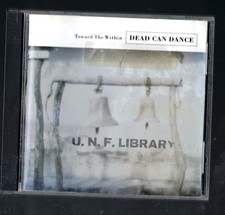 Toward The Within DEAD CAN DANCE
U. N. F. LIBRARY